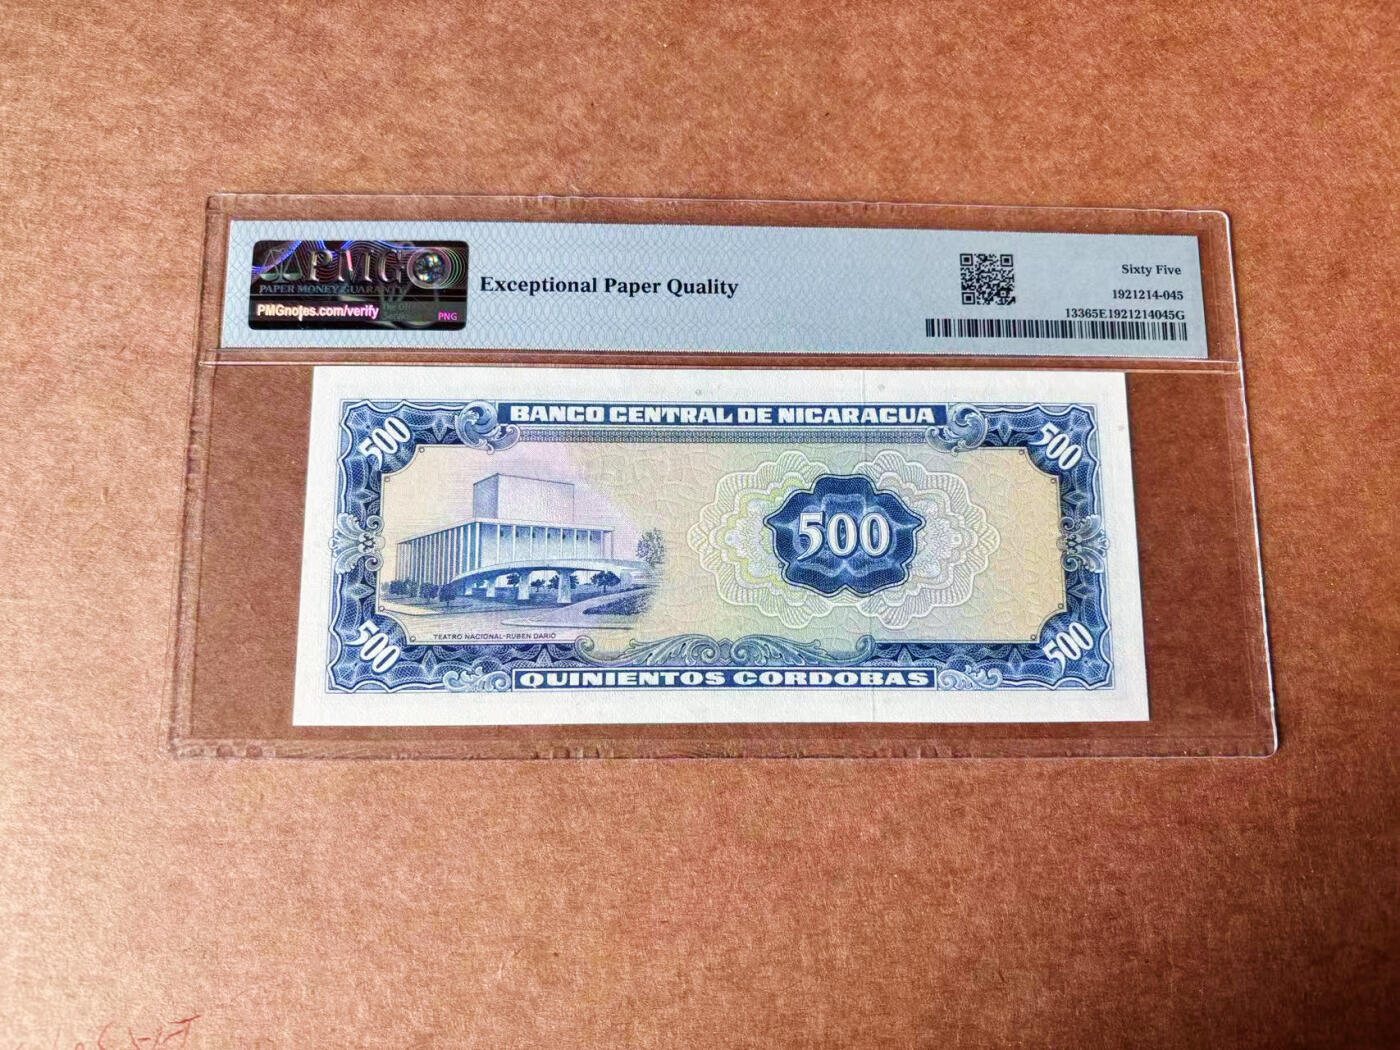 PMG
PAPER MONEY GUARANTY
PMGnotes.com/verify
PNG
Exceptional Paper Quality
Sixty Five
1921214-045
13365E1921214045G
BANCO CENTRAL DE NICARAGUA
500
500
500
TEATRO NACIONAL-RUBEN DARIO
500
500
QUINIENTOS CORDOBAS